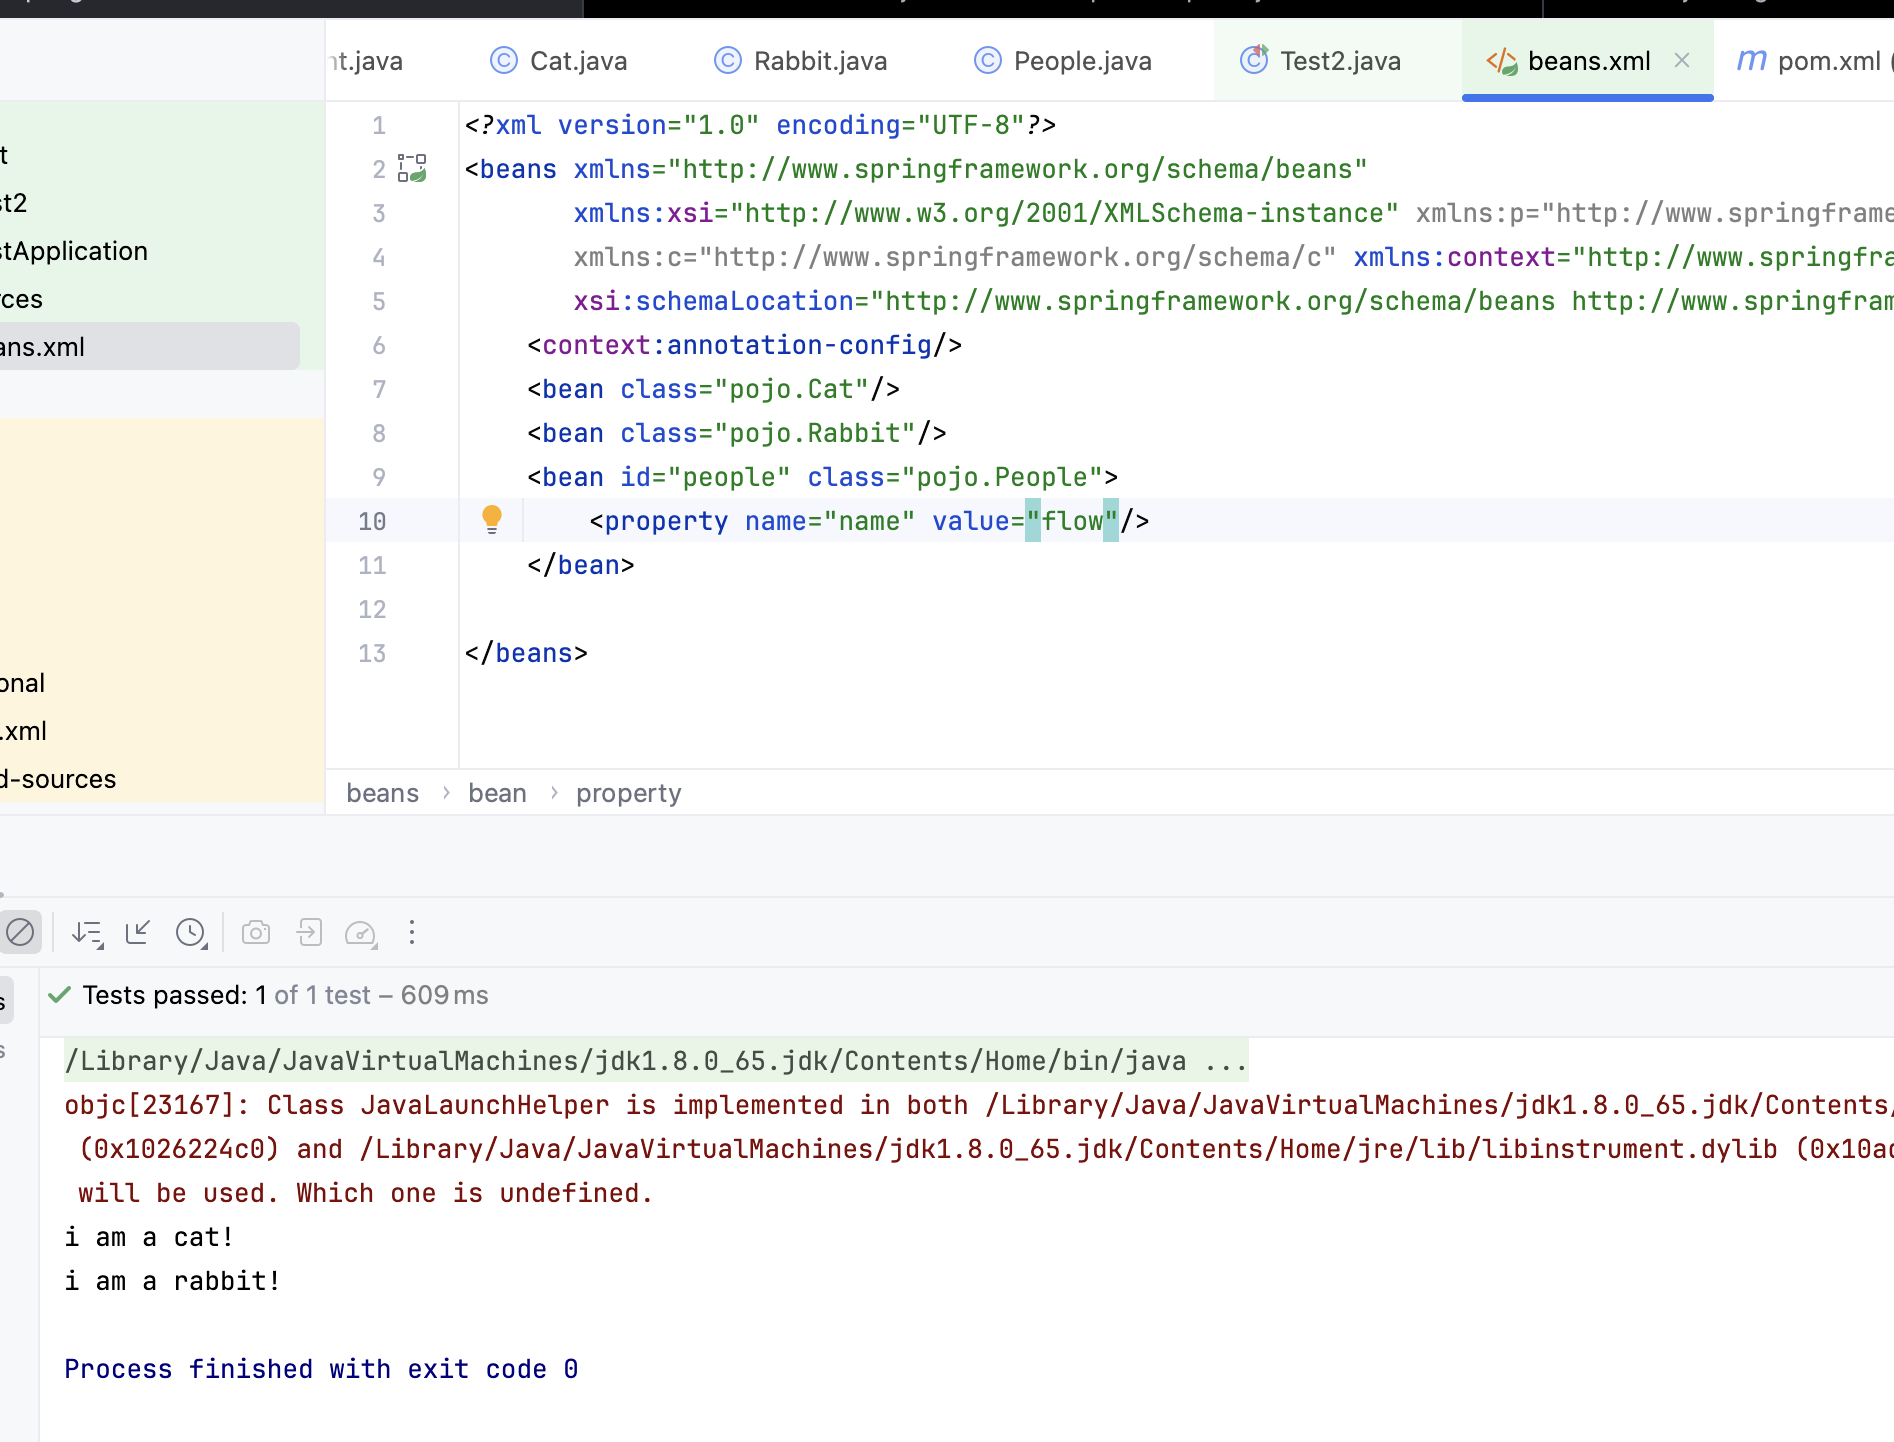 nt.java Cat.java Rabbit.java People.java Test2.java beans.xml pom.xml (
t
st2
stApplication
rces
ans.xml
onal
.xml
d-sources
1 <?xml version="1.0" encoding="UTF-8"?>
2 <beans xmlns="http://www.springframework.org/schema/beans"
3 xmlns:xsi="http://www.w3.org/2001/XMLSchema-instance" xmlns:p="http://www.springframe
4 xmlns:c="http://www.springframework.org/schema/c" xmlns:context="http://www.springfra
5 xsi:schemaLocation="http://www.springframework.org/schema/beans http://www.springfram
6 <context:annotation-config/>
7 <bean class="pojo.Cat"/>
8 <bean class="pojo.Rabbit"/>
9 <bean id="people" class="pojo.People">
10 <property name="name" value="flow"/>
11 </bean>
12
13 </beans>
beans › bean › property
Tests passed: 1 of 1 test – 609 ms
/Library/Java/JavaVirtualMachines/jdk1.8.0_65.jdk/Contents/Home/bin/java ...
objc[23167]: Class JavaLaunchHelper is implemented in both /Library/Java/JavaVirtualMachines/jdk1.8.0_65.jdk/Contents/
(0x1026224c0) and /Library/Java/JavaVirtualMachines/jdk1.8.0_65.jdk/Contents/Home/jre/lib/libinstrument.dylib (0x10ad
will be used. Which one is undefined.
i am a cat!
i am a rabbit!
Process finished with exit code 0